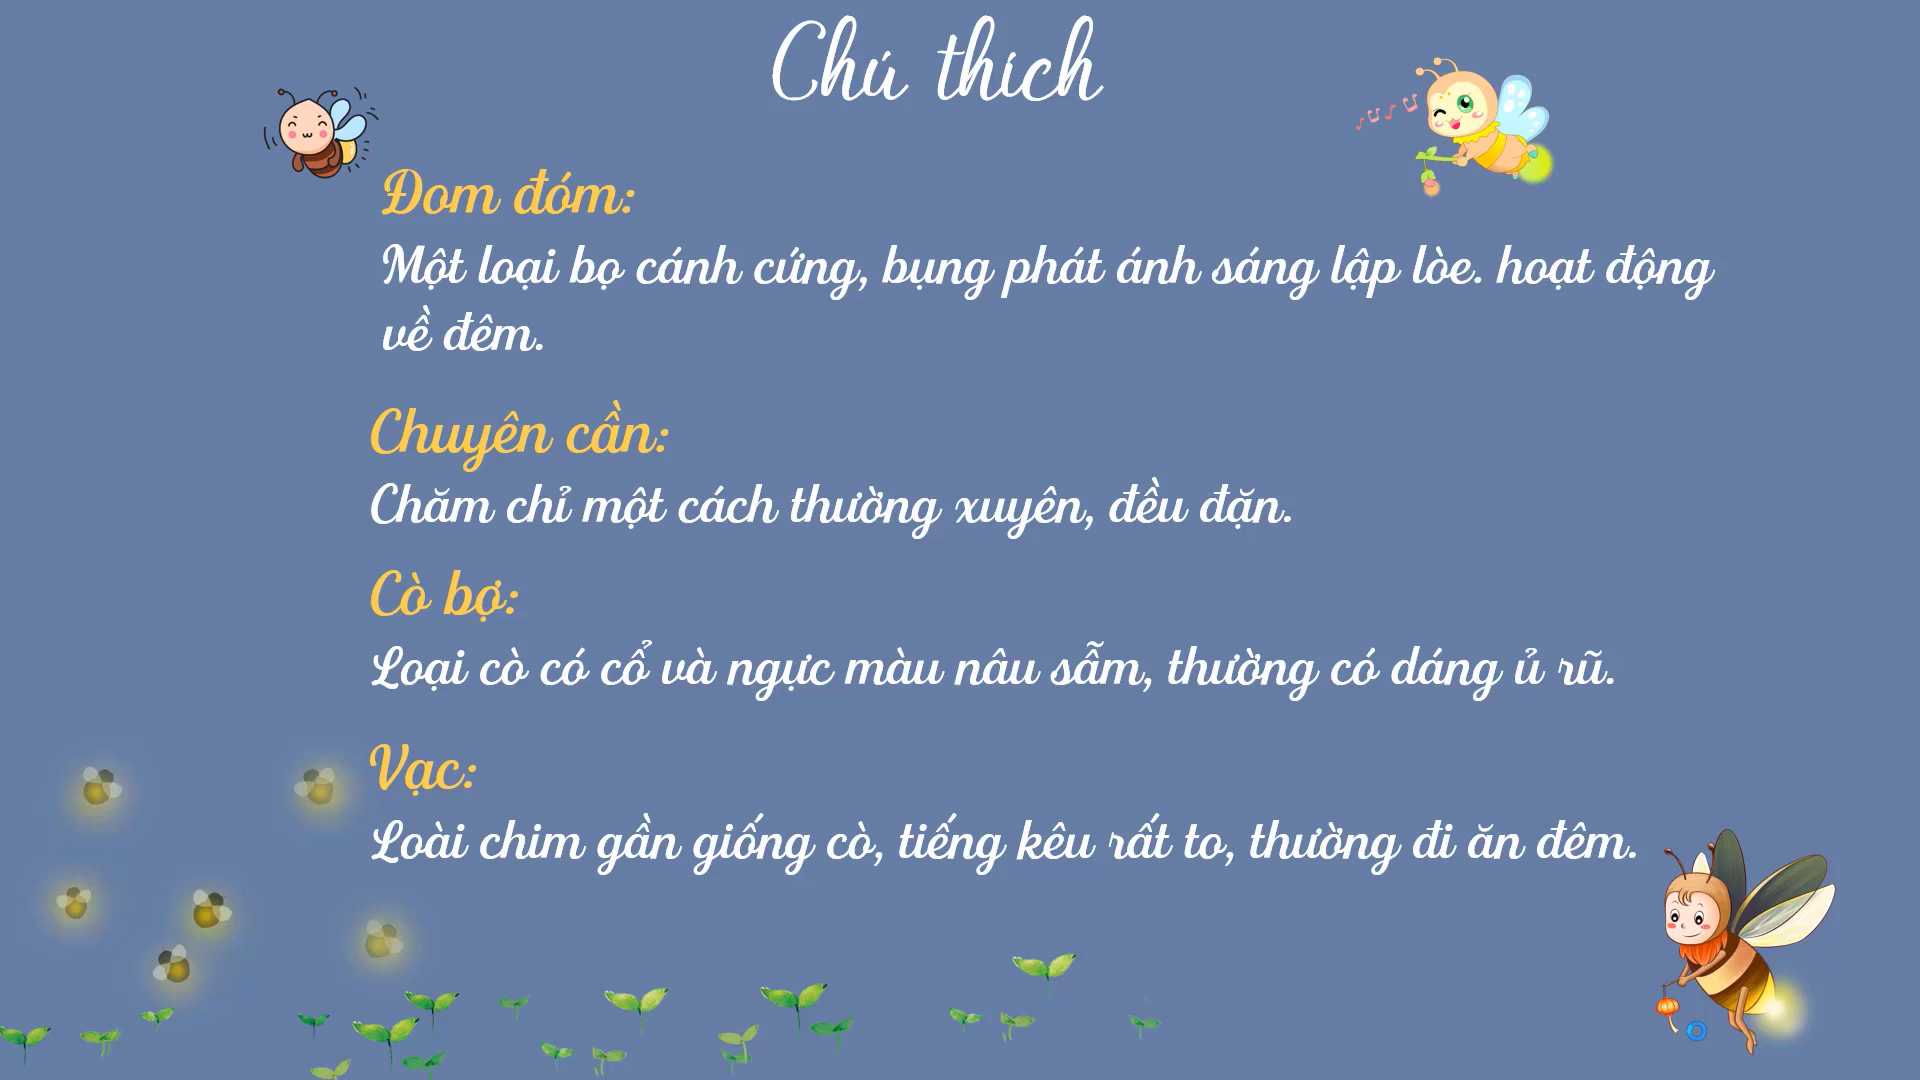 Chú thích
Đom đóm:
Một loại bọ cánh cứng, bụng phát ánh sáng lập lòe. hoạt động
về đêm.
Chuyên cần:
Chăm chỉ một cách thường xuyên, đều đặn.
Cò bợ:
Loại cò có cổ và ngực màu nâu sẫm, thường có dáng ủ rũ.
Vạc:
Loài chim gần giống cò, tiếng kêu rất to, thường đi ăn đêm.